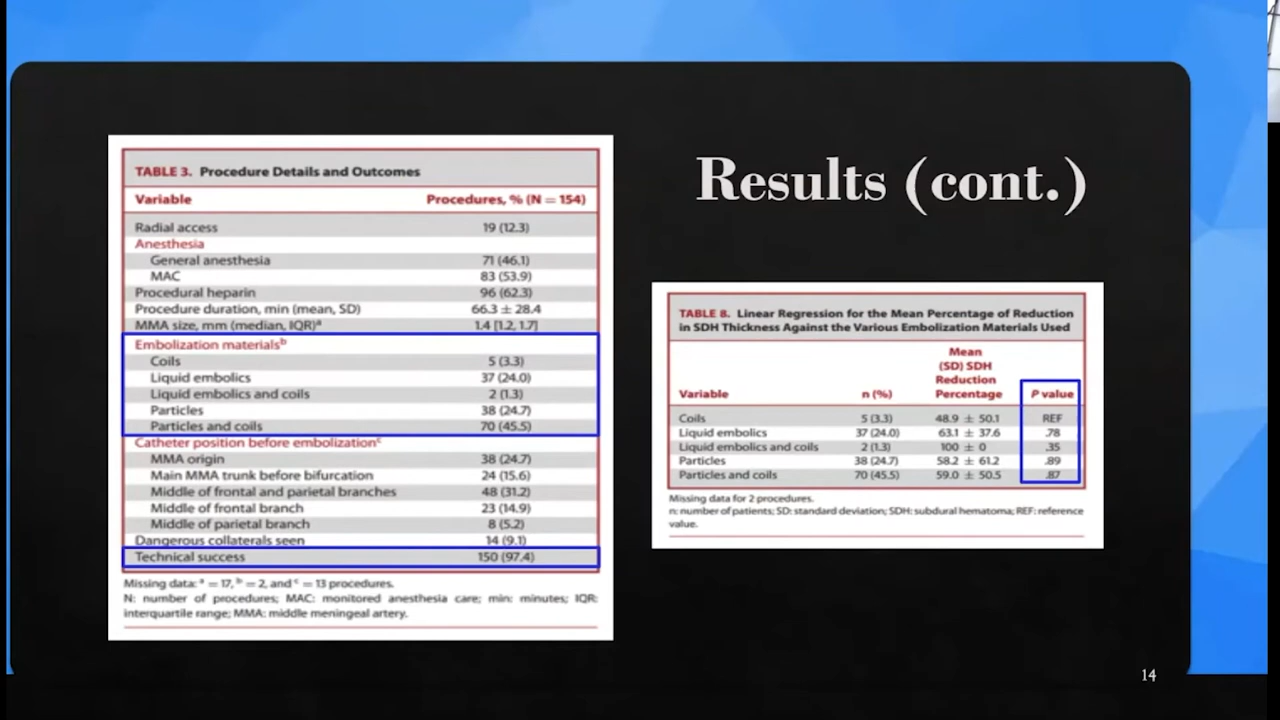 Results (cont.)
TABLE 3. Procedure Details and Outcomes
Variable Procedures, % (N = 154)
Radial access 19 (12.3)
Anesthesia
General anesthesia 71 (46.1)
MAC 83 (53.9)
Procedural heparin 96 (62.3)
Procedure duration, min (mean, SD) 66.3 ± 28.4
MMA size, mm (median, IQR)ᵃ 1.4 [1.2, 1.7]
Embolization materialsᵇ
Coils 5 (3.3)
Liquid embolics 37 (24.0)
Liquid embolics and coils 2 (1.3)
Particles 38 (24.7)
Particles and coils 70 (45.5)
Catheter position before embolizationᶜ
MMA origin 38 (24.7)
Main MMA trunk before bifurcation 24 (15.6)
Middle of frontal and parietal branches 48 (31.2)
Middle of frontal branch 23 (14.9)
Middle of parietal branch 8 (5.2)
Dangerous collaterals seen 14 (9.1)
Technical success 150 (97.4)
Missing data: ᵃ = 17, ᵇ = 2, and ᶜ = 13 procedures.
N: number of procedures; MAC: monitored anesthesia care; min: minutes; IQR:
interquartile range; MMA: middle meningeal artery.
TABLE 8. Linear Regression for the Mean Percentage of Reduction
in SDH Thickness Against the Various Embolization Materials Used
Mean
(SD) SDH
Reduction
Variable n (%) Percentage P value
Coils 5 (3.3) 48.9 ± 50.1 REF
Liquid embolics 37 (24.0) 63.1 ± 37.6 .78
Liquid embolics and coils 2 (1.3) 100 ± 0 .35
Particles 38 (24.7) 58.2 ± 61.2 .89
Particles and coils 70 (45.5) 59.0 ± 50.5 .87
Missing data for 2 procedures.
n: number of patients; SD: standard deviation; SDH: subdural hematoma; REF: reference
value.
14